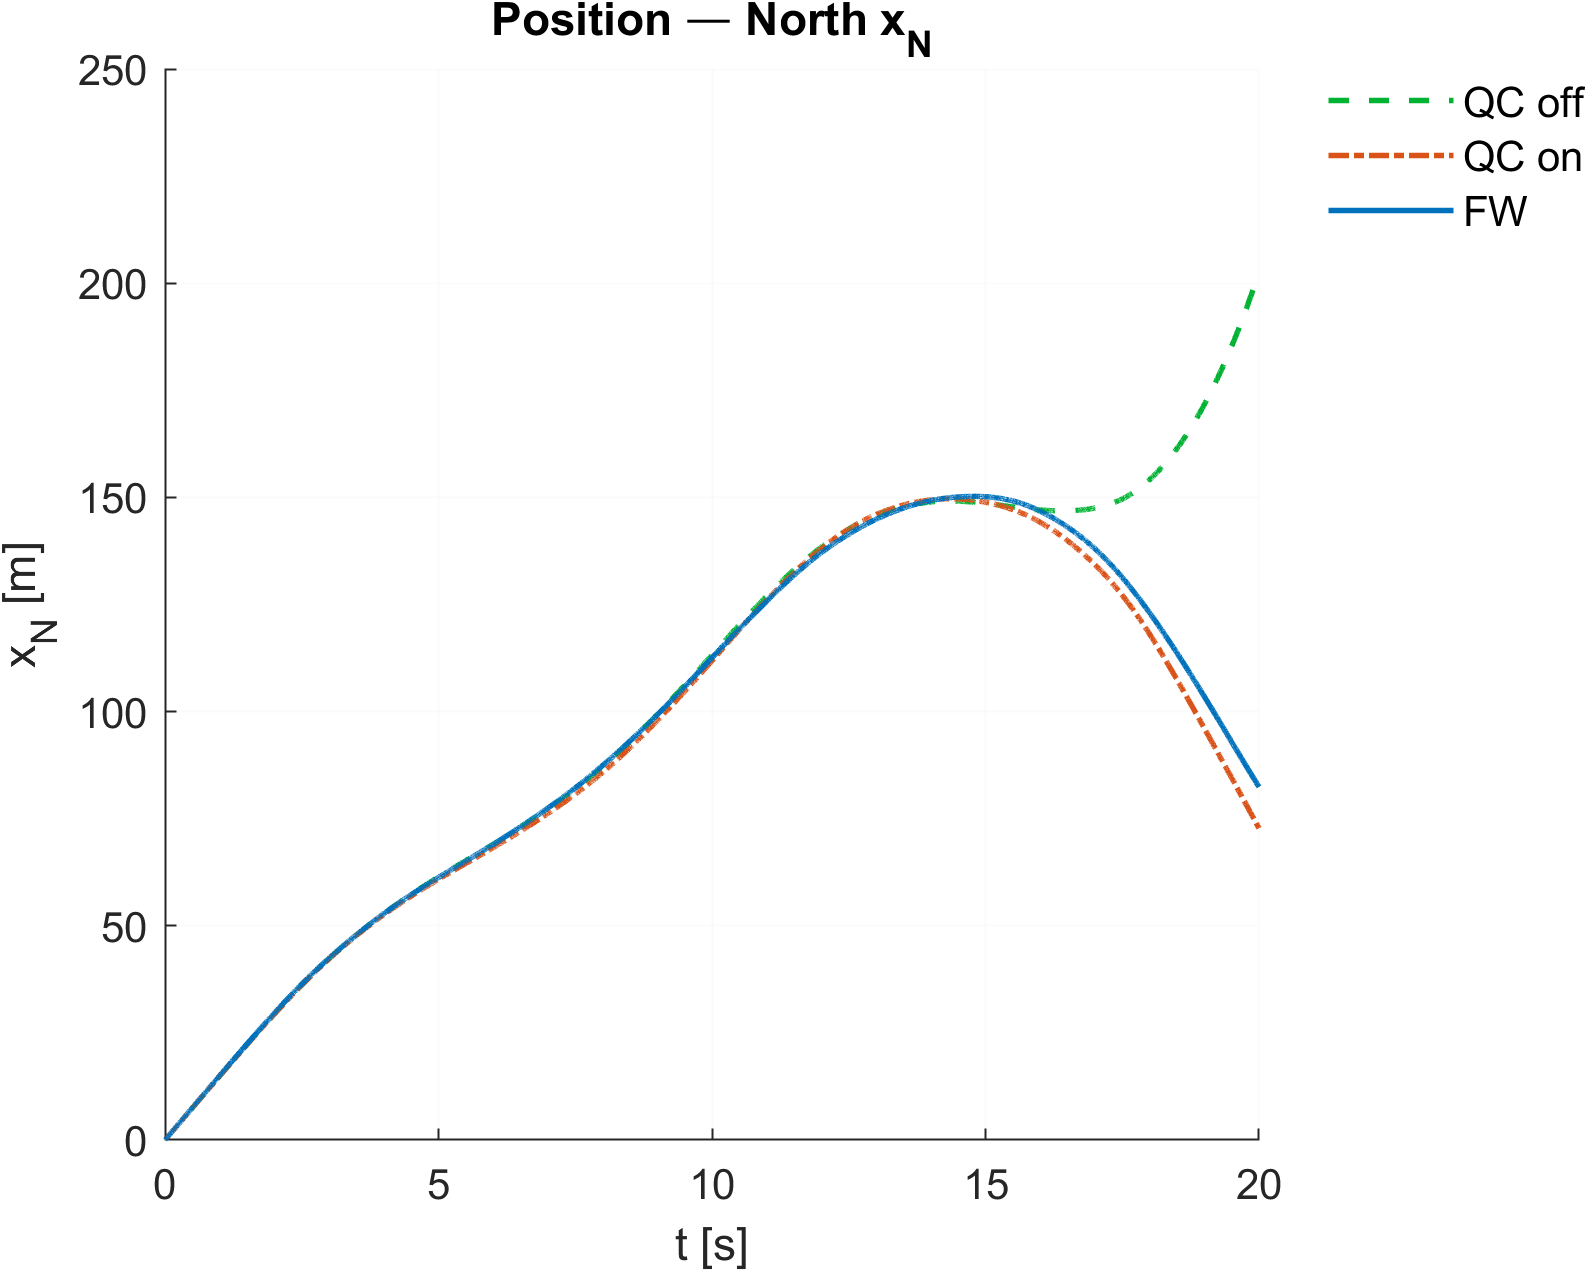 Position — North x_N
250
200
150
100
50
0
x_N [m]
0 5 10 15 20
t [s]
QC off
QC on
FW